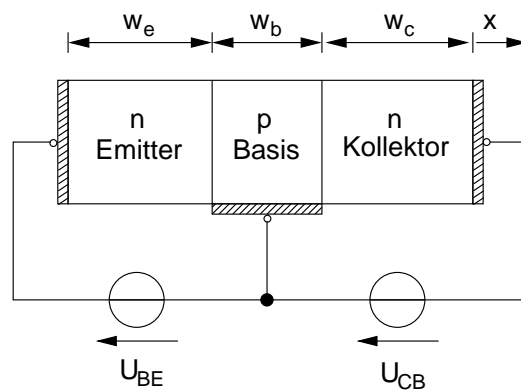 w_e w_b w_c x
n p n
Emitter Basis Kollektor
U_BE U_CB